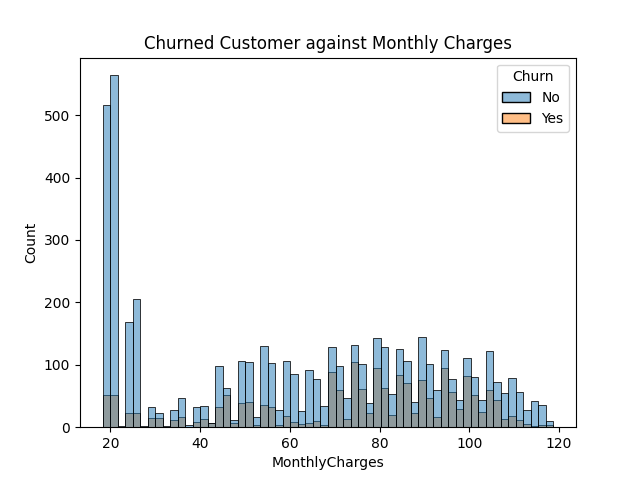 Churned Customer against Monthly Charges
Churn
No
Yes
Count
500
400
300
200
100
0
20 40 60 80 100 120
MonthlyCharges